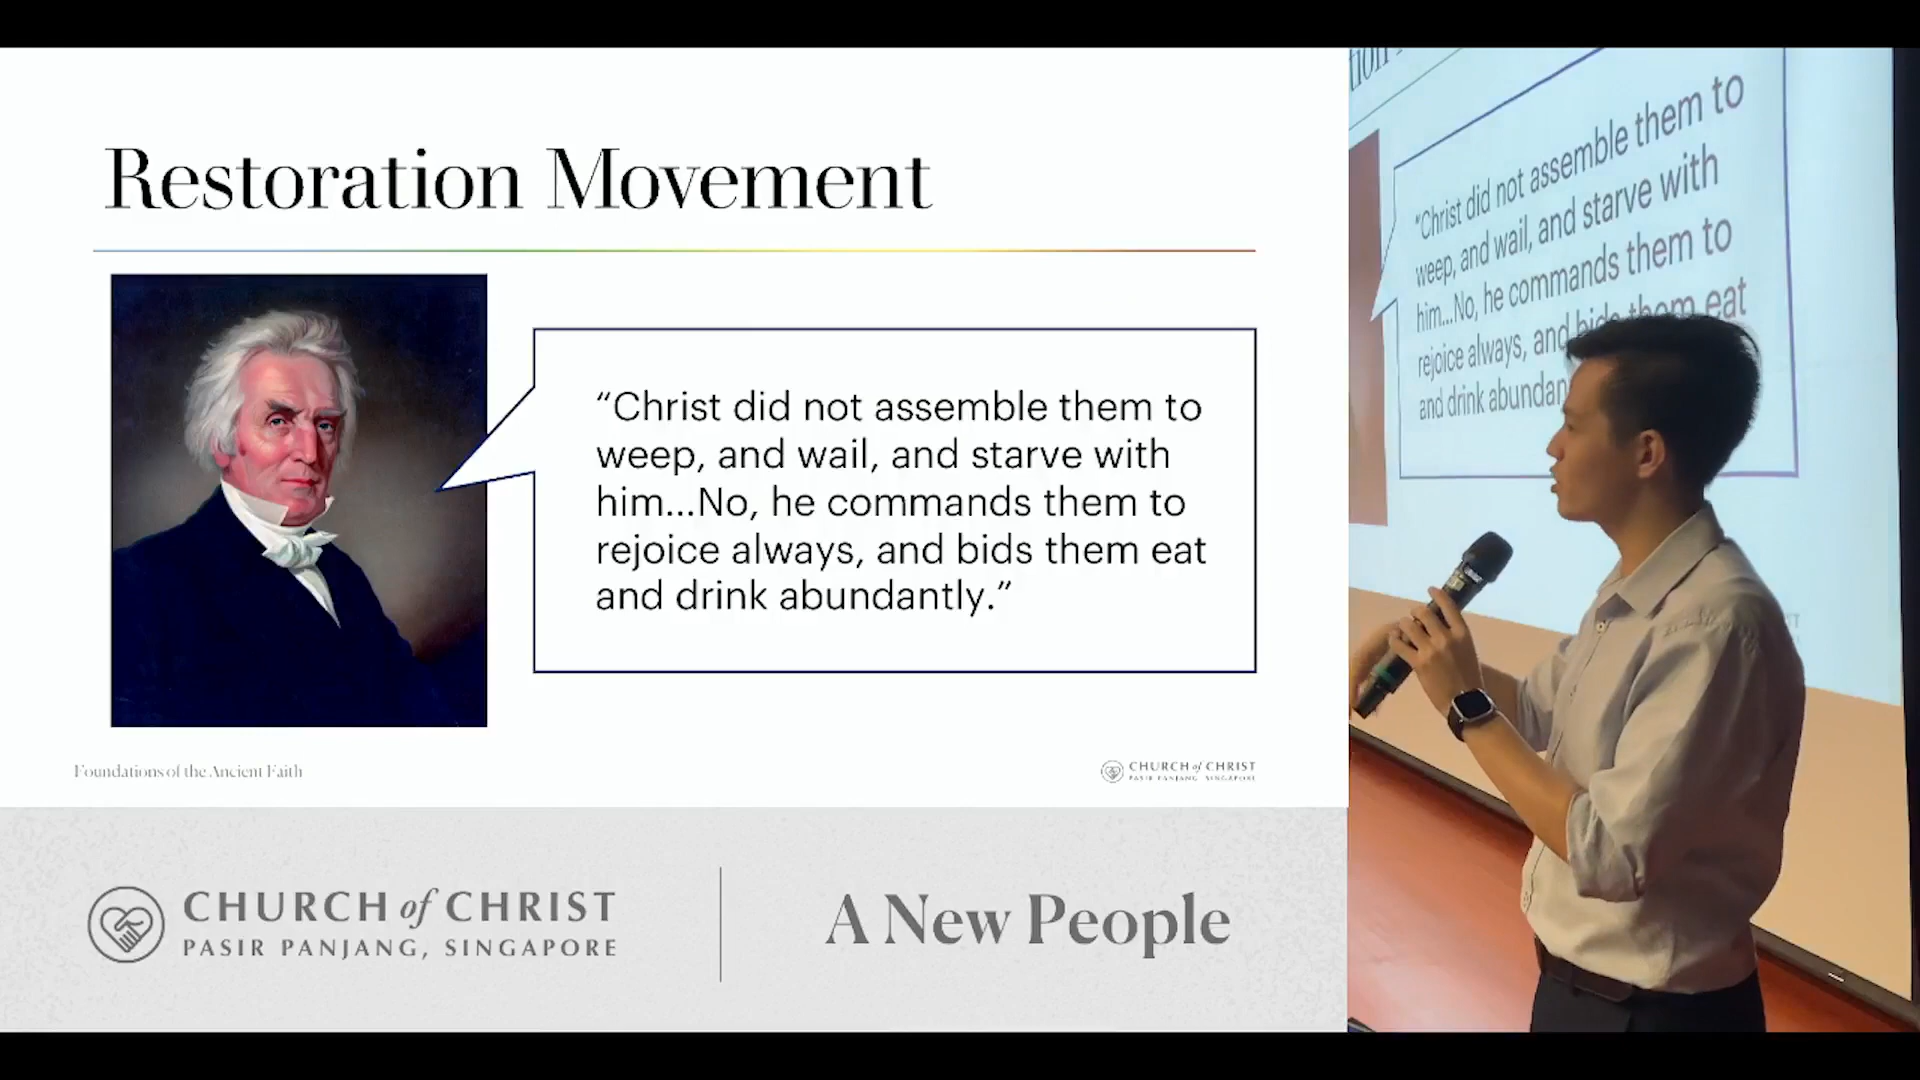 Restoration Movement
“Christ did not assemble them to
weep, and wail, and starve with
him...No, he commands them to
rejoice always, and bids them eat
and drink abundantly.”
Foundations of the Ancient Faith
CHURCH of CHRIST
PASIR PANJANG, SINGAPORE
CHURCH of CHRIST
PASIR PANJANG, SINGAPORE
A New People
“Christ did not assemble them to
weep, and wail, and starve with
him...No, he commands them to
rejoice always, and bids them eat
and drink abundan